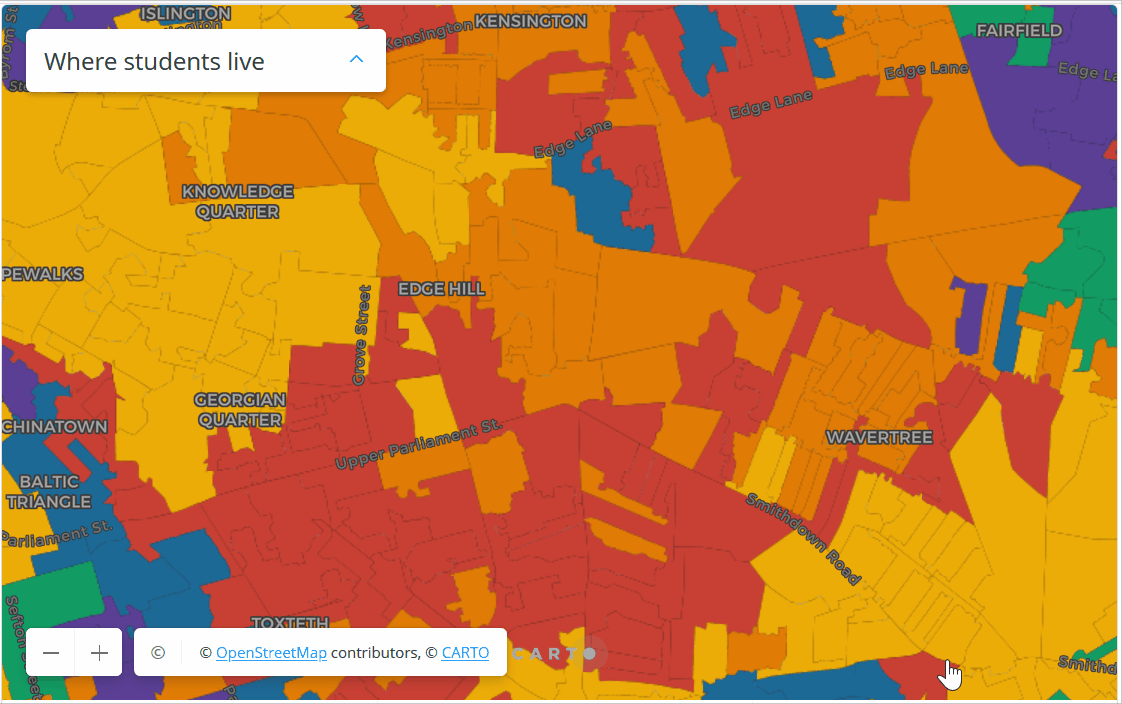 ISLINGTON
KENSINGTON
Kensington
FAIRFIELD
Byrom St
Where students live
Edge Lane
Edge La
Edge Lane
Edge Lane
KNOWLEDGE
QUARTER
PEWALKS
EDGE HILL
Grove Street
GEORGIAN
QUARTER
CHINATOWN
Upper Parliament St.
WAVERTREE
BALTIC
TRIANGLE
Parliament St.
Smithdown Road
TOXTETH
Sefton Street
© © OpenStreetMap contributors, © CARTO
CARTO
Smithd